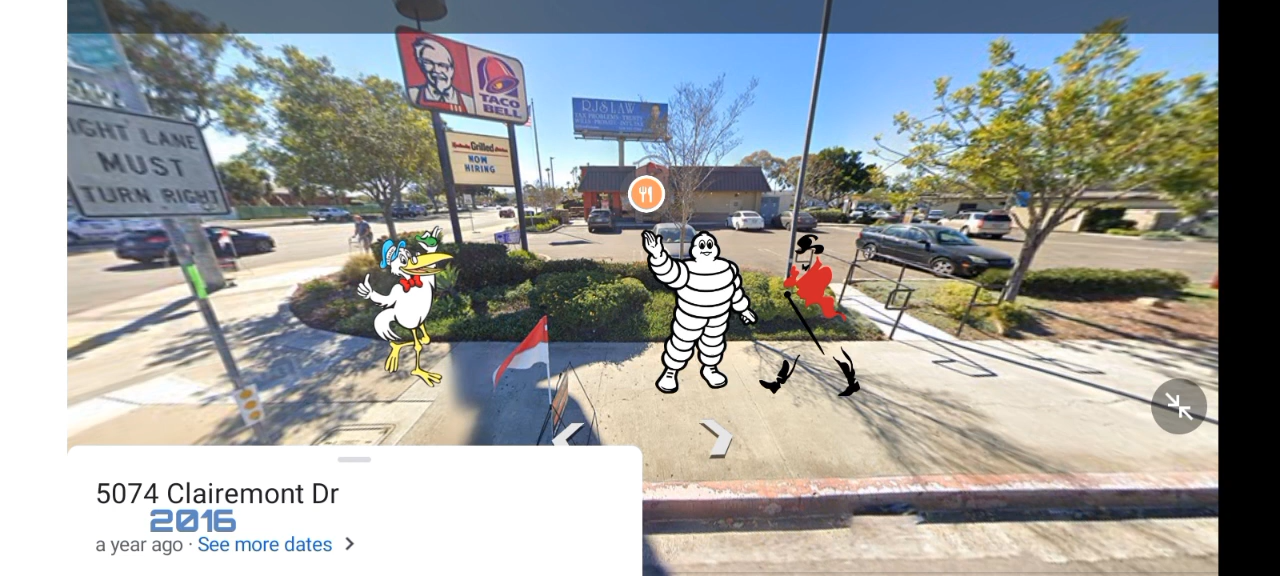 IGHT LANE
MUST
TURN RIGHT
TACO
BELL
Grilled
NOW
HIRING
RJS LAW
5074 Clairemont Dr
2016
a year ago · See more dates